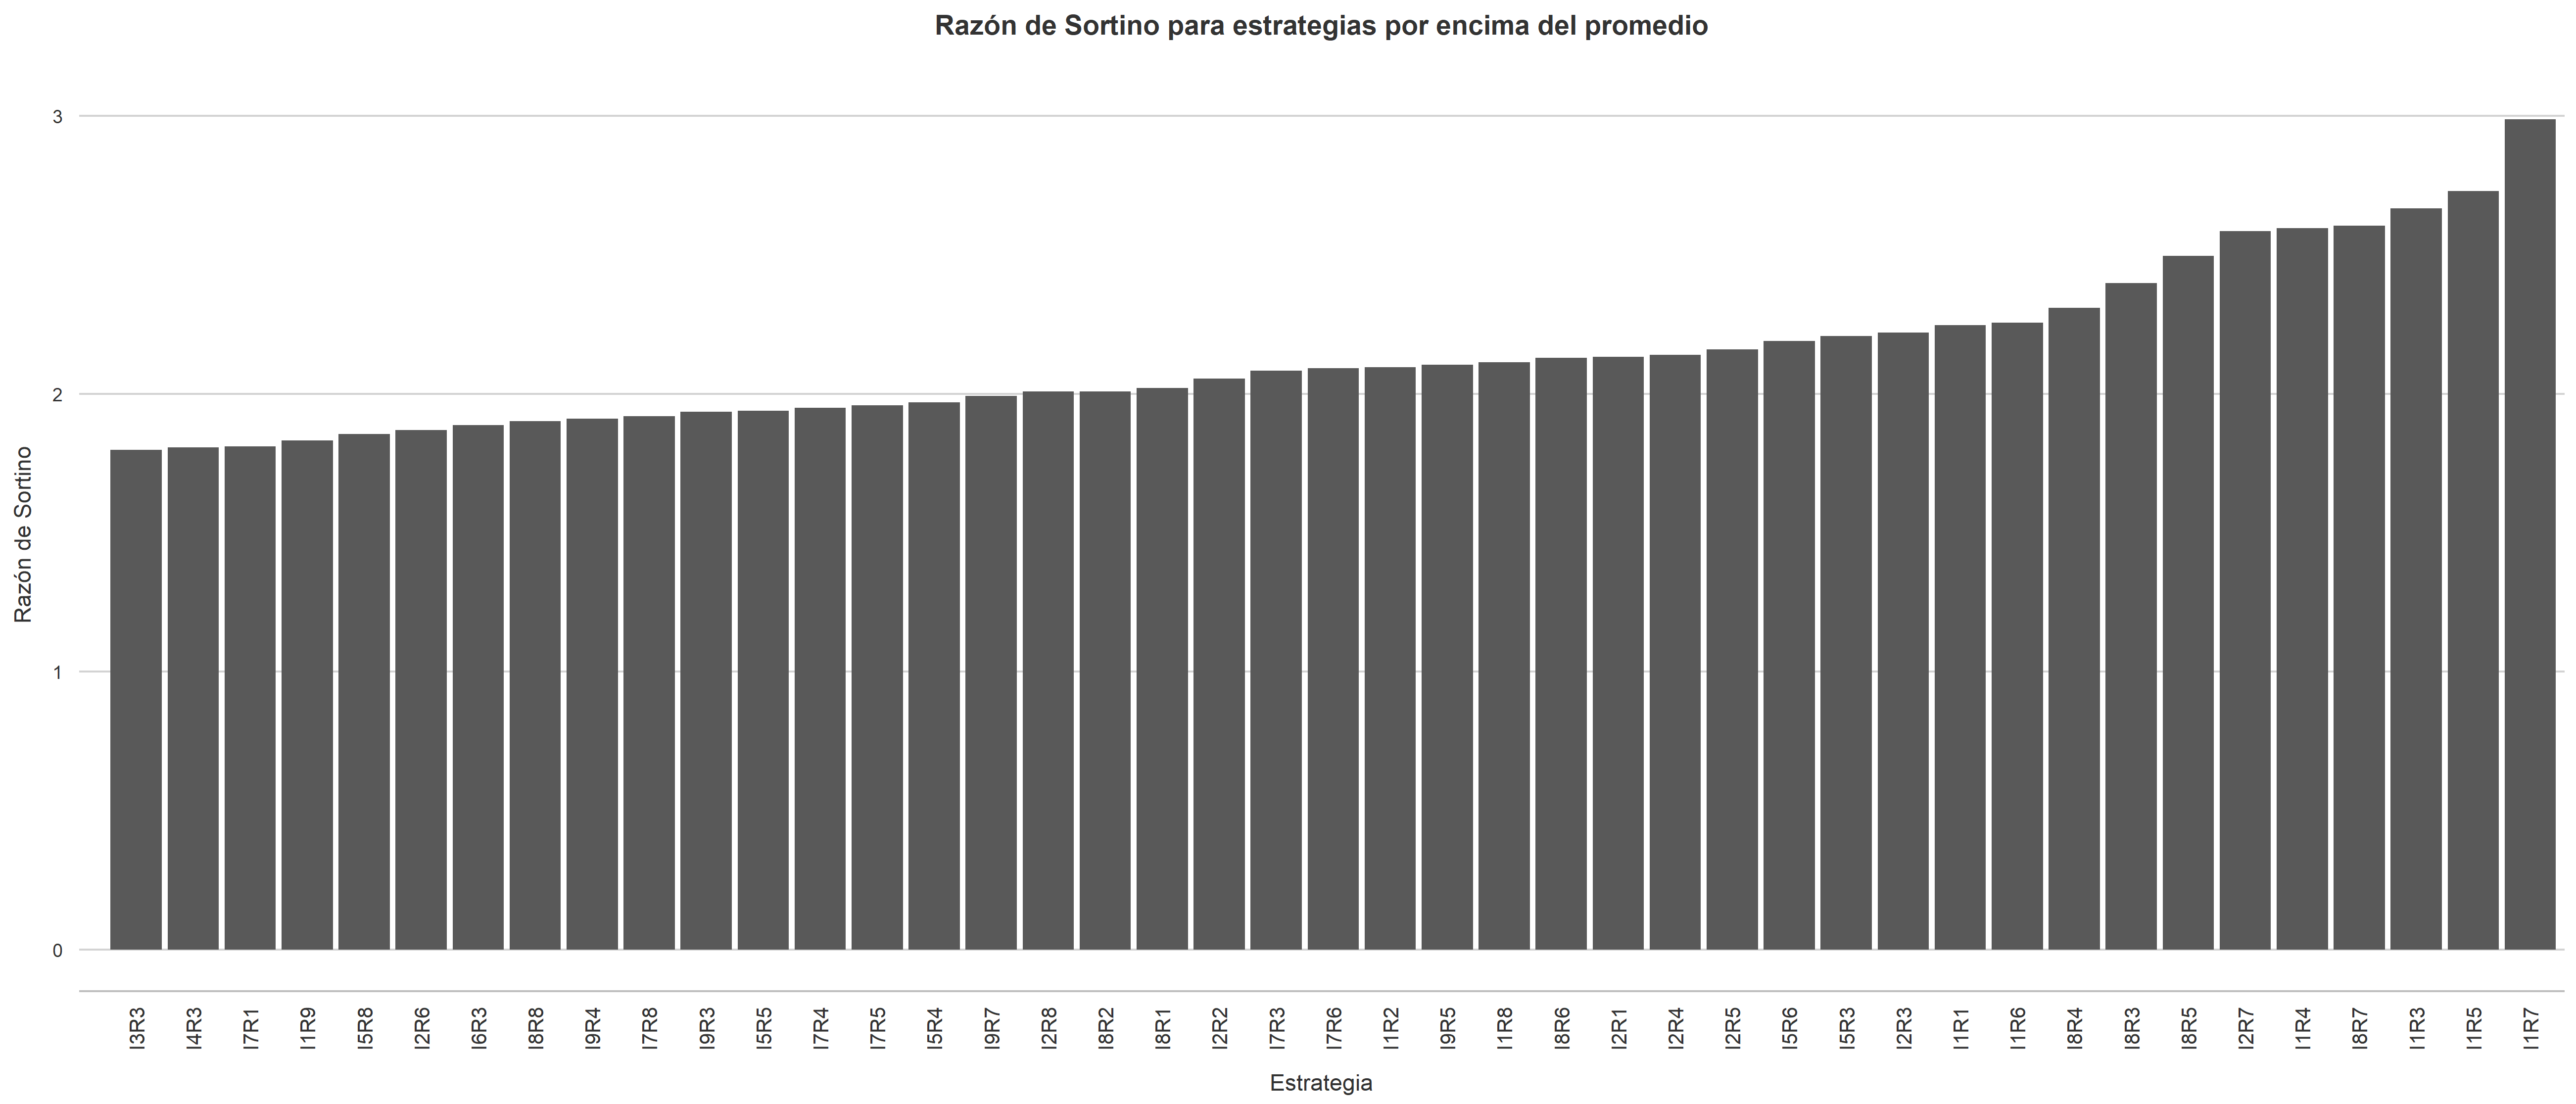 Razón de Sortino para estrategias por encima del promedio
3
2
1
0
Razón de Sortino
I3R3
I4R3
I7R1
I1R9
I5R8
I2R6
I6R3
I8R8
I9R4
I7R8
I9R3
I5R5
I7R4
I7R5
I5R4
I9R7
I2R8
I8R2
I8R1
I2R2
I7R3
I7R6
I1R2
I9R5
I1R8
I8R6
I2R1
I2R4
I2R5
I5R6
I5R3
I2R3
I1R1
I1R6
I8R4
I8R3
I8R5
I2R7
I1R4
I8R7
I1R3
I1R5
I1R7
Estrategia